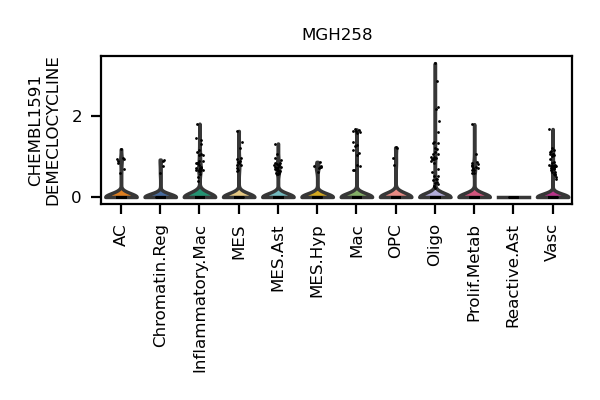 MGH258
CHEMBL1591
DEMECLOCYCLINE
2
0
AC
Chromatin.Reg
Inflammatory.Mac
MES
MES.Ast
MES.Hyp
Mac
OPC
Oligo
Prolif.Metab
Reactive.Ast
Vasc